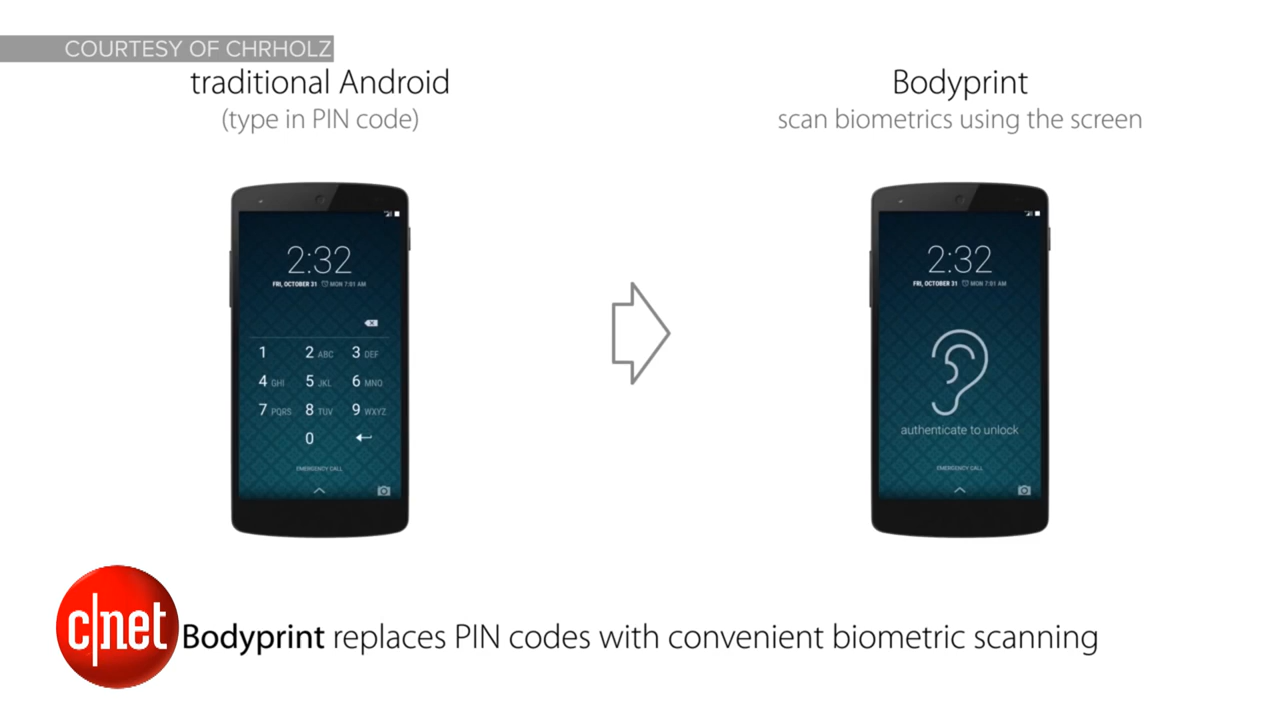 COURTESY OF CHRHOLZ
traditional Android
(type in PIN code)
2:32
FRI, OCTOBER 31 MON 7:01 AM
1 2 ABC 3 DEF
4 GHI 5 JKL 6 MNO
7 PQRS 8 TUV 9 WXYZ
0
EMERGENCY CALL
Bodyprint
scan biometrics using the screen
2:32
FRI, OCTOBER 31 MON 7:01 AM
authenticate to unlock
EMERGENCY CALL
c|net
Bodyprint replaces PIN codes with convenient biometric scanning